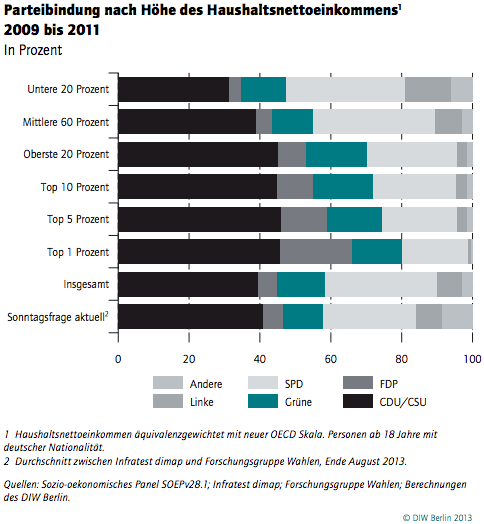 Parteibindung nach Höhe des Haushaltsnettoeinkommens¹
2009 bis 2011
In Prozent
Untere 20 Prozent
Mittlere 60 Prozent
Oberste 20 Prozent
Top 10 Prozent
Top 5 Prozent
Top 1 Prozent
Insgesamt
Sonntagsfrage aktuell²
0 20 40 60 80 100
Andere SPD FDP
Linke Grüne CDU/CSU
1 Haushaltsnettoeinkommen äquivalenzgewichtet mit neuer OECD Skala. Personen ab 18 Jahre mit
deutscher Nationalität.
2 Durchschnitt zwischen Infratest dimap und Forschungsgruppe Wahlen, Ende August 2013.
Quellen: Sozio-oekonomisches Panel SOEPv28.1; Infratest dimap; Forschungsgruppe Wahlen; Berechnungen
des DIW Berlin.
© DIW Berlin 2013